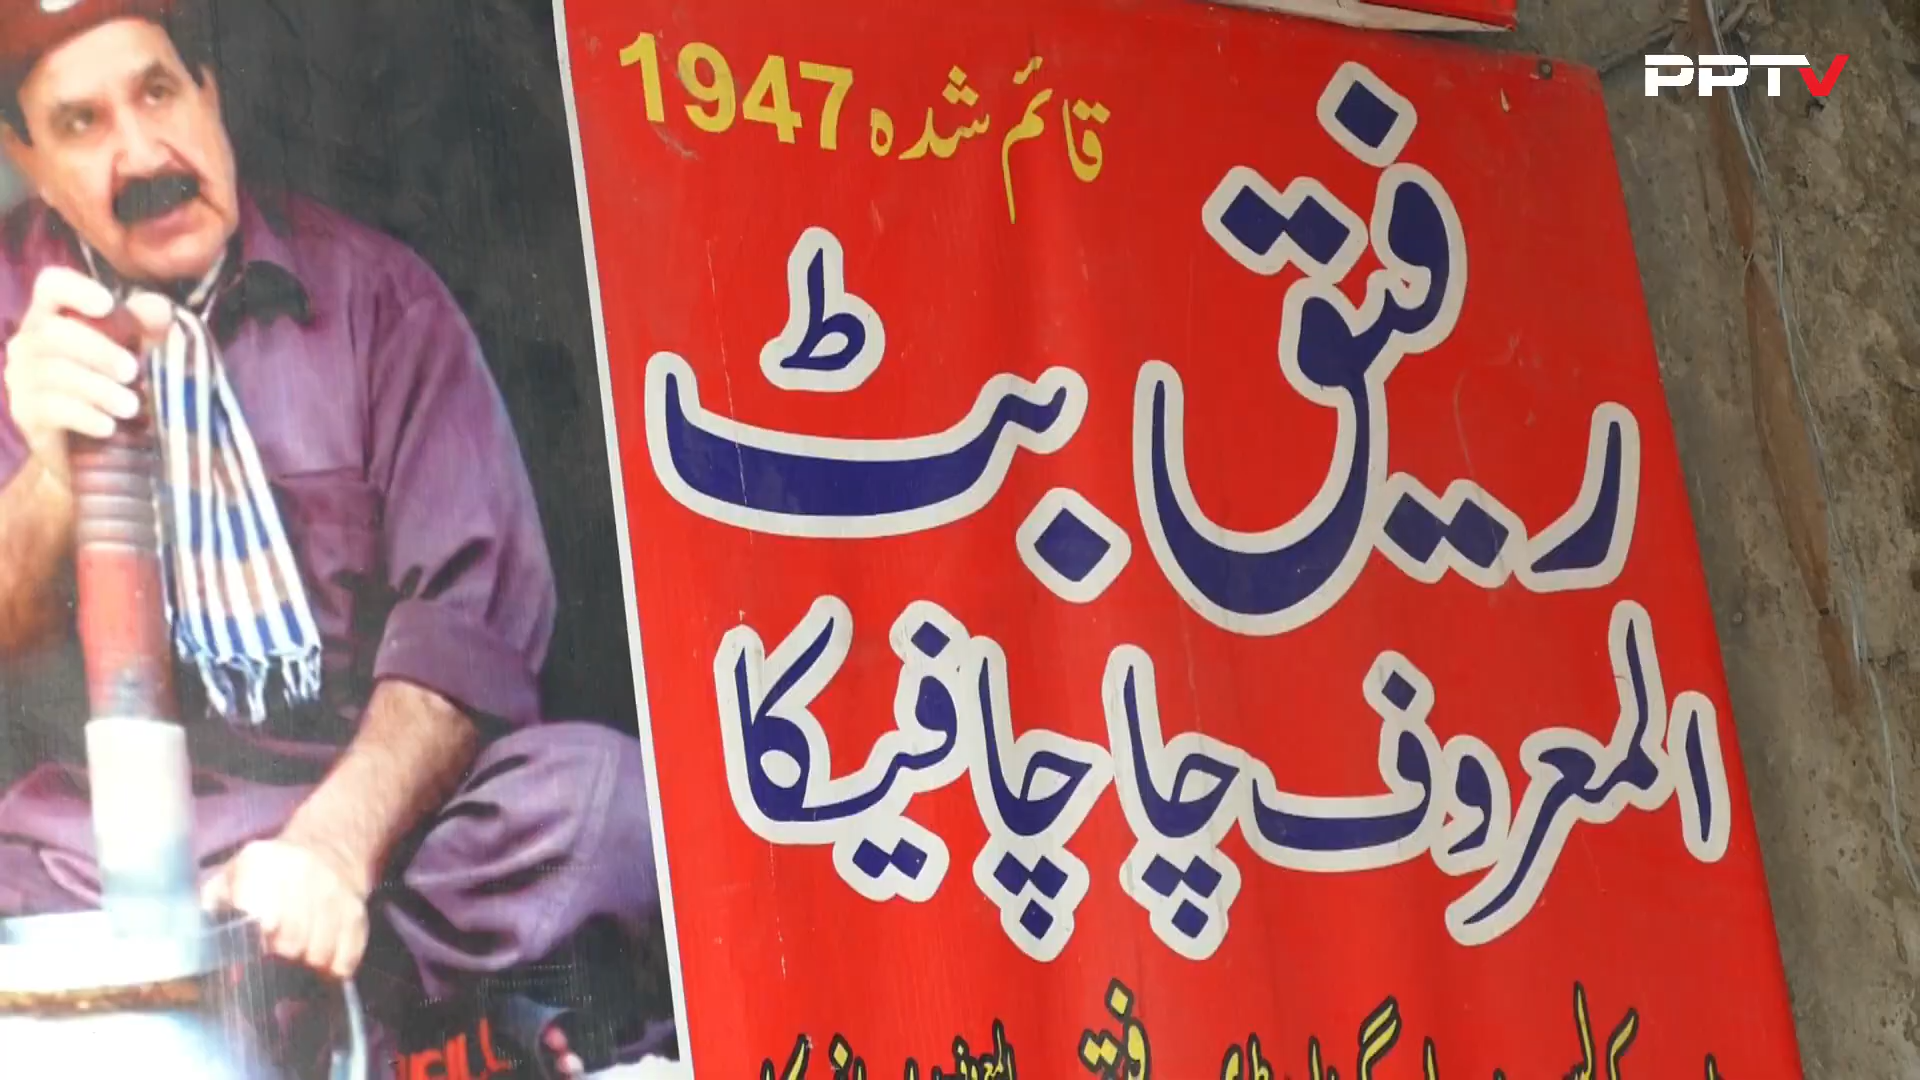 PPTV
قائم شدہ 1947
رفیق بٹ
المعروف چاچا فیکا